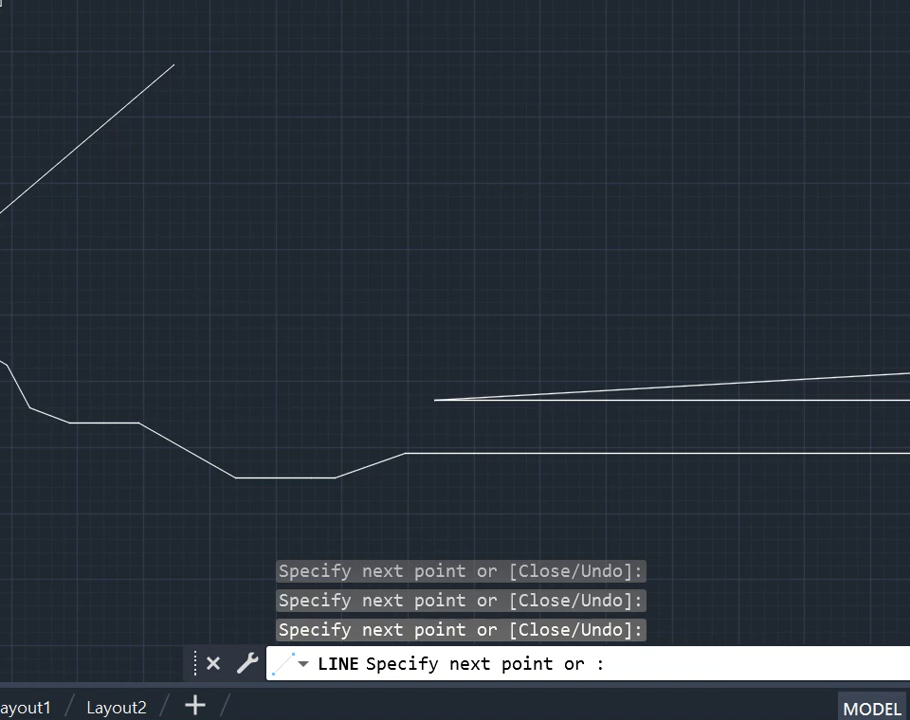 Specify next point or [Close/Undo]:
Specify next point or [Close/Undo]:
Specify next point or [Close/Undo]:
LINE Specify next point or :
ayout1 / Layout2 / + /
MODEL